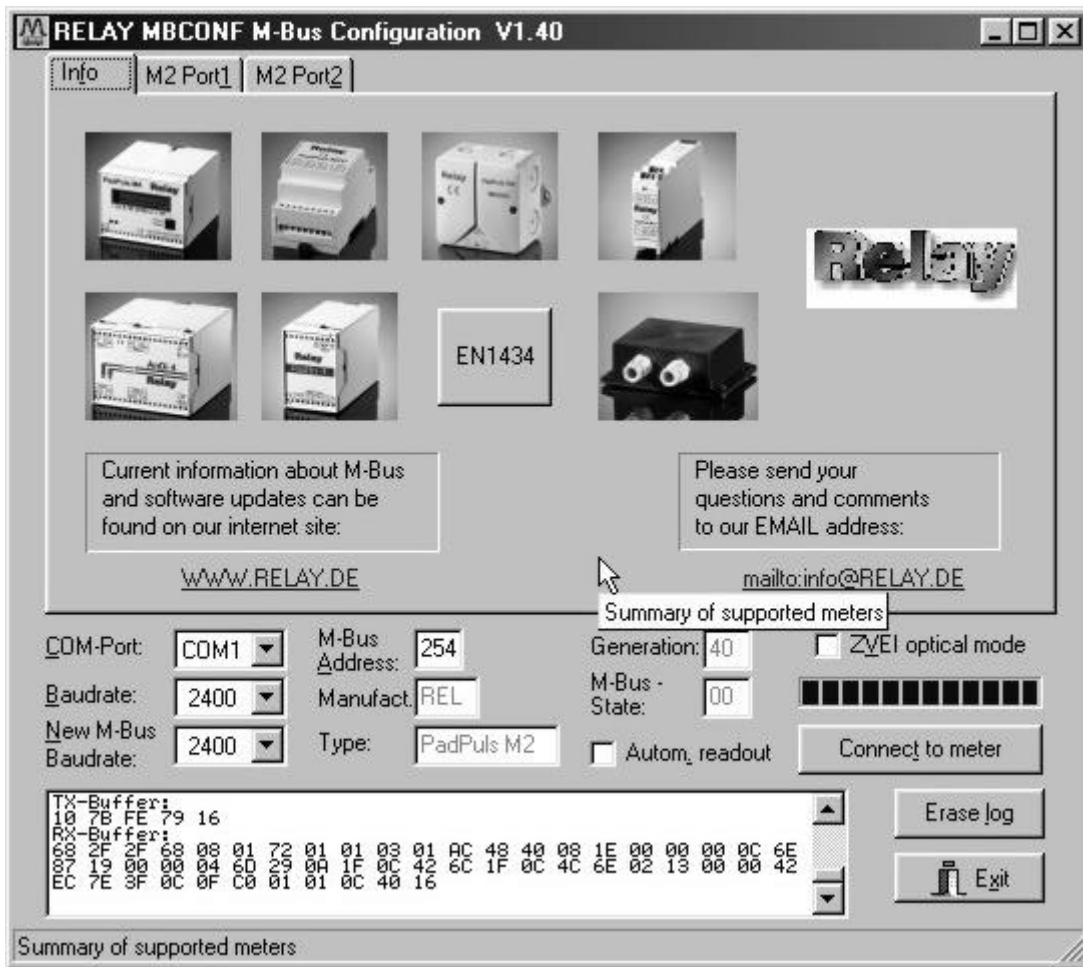 RELAY MBCONF M-Bus Configuration V1.40
Info
M2 Port1
M2 Port2
Relay
EN1434
Current information about M-Bus
and software updates can be
found on our internet site:
WWW.RELAY.DE
Please send your
questions and comments
to our EMAIL address:
mailto:info@RELAY.DE
Summary of supported meters
COM-Port:
COM1
M-Bus
Address:
254
Generation:
40
ZVEI optical mode
Baudrate:
2400
Manufact.
REL
M-Bus -
State:
00
New M-Bus
Baudrate:
2400
Type:
PadPuls M2
Autom. readout
Connect to meter
TX-Buffer:
10 7B FE 79 16
RX-Buffer:
68 2F 2F 68 08 01 72 01 01 03 01 AC 48 40 08 1E 00 00 00 0C 6E
87 19 00 00 04 6D 29 0A 1F 0C 42 6C 1F 0C 4C 6E 02 13 00 00 42
EC 7E 3F 0C 0F C0 01 01 0C 40 16
Erase log
Exit
Summary of supported meters